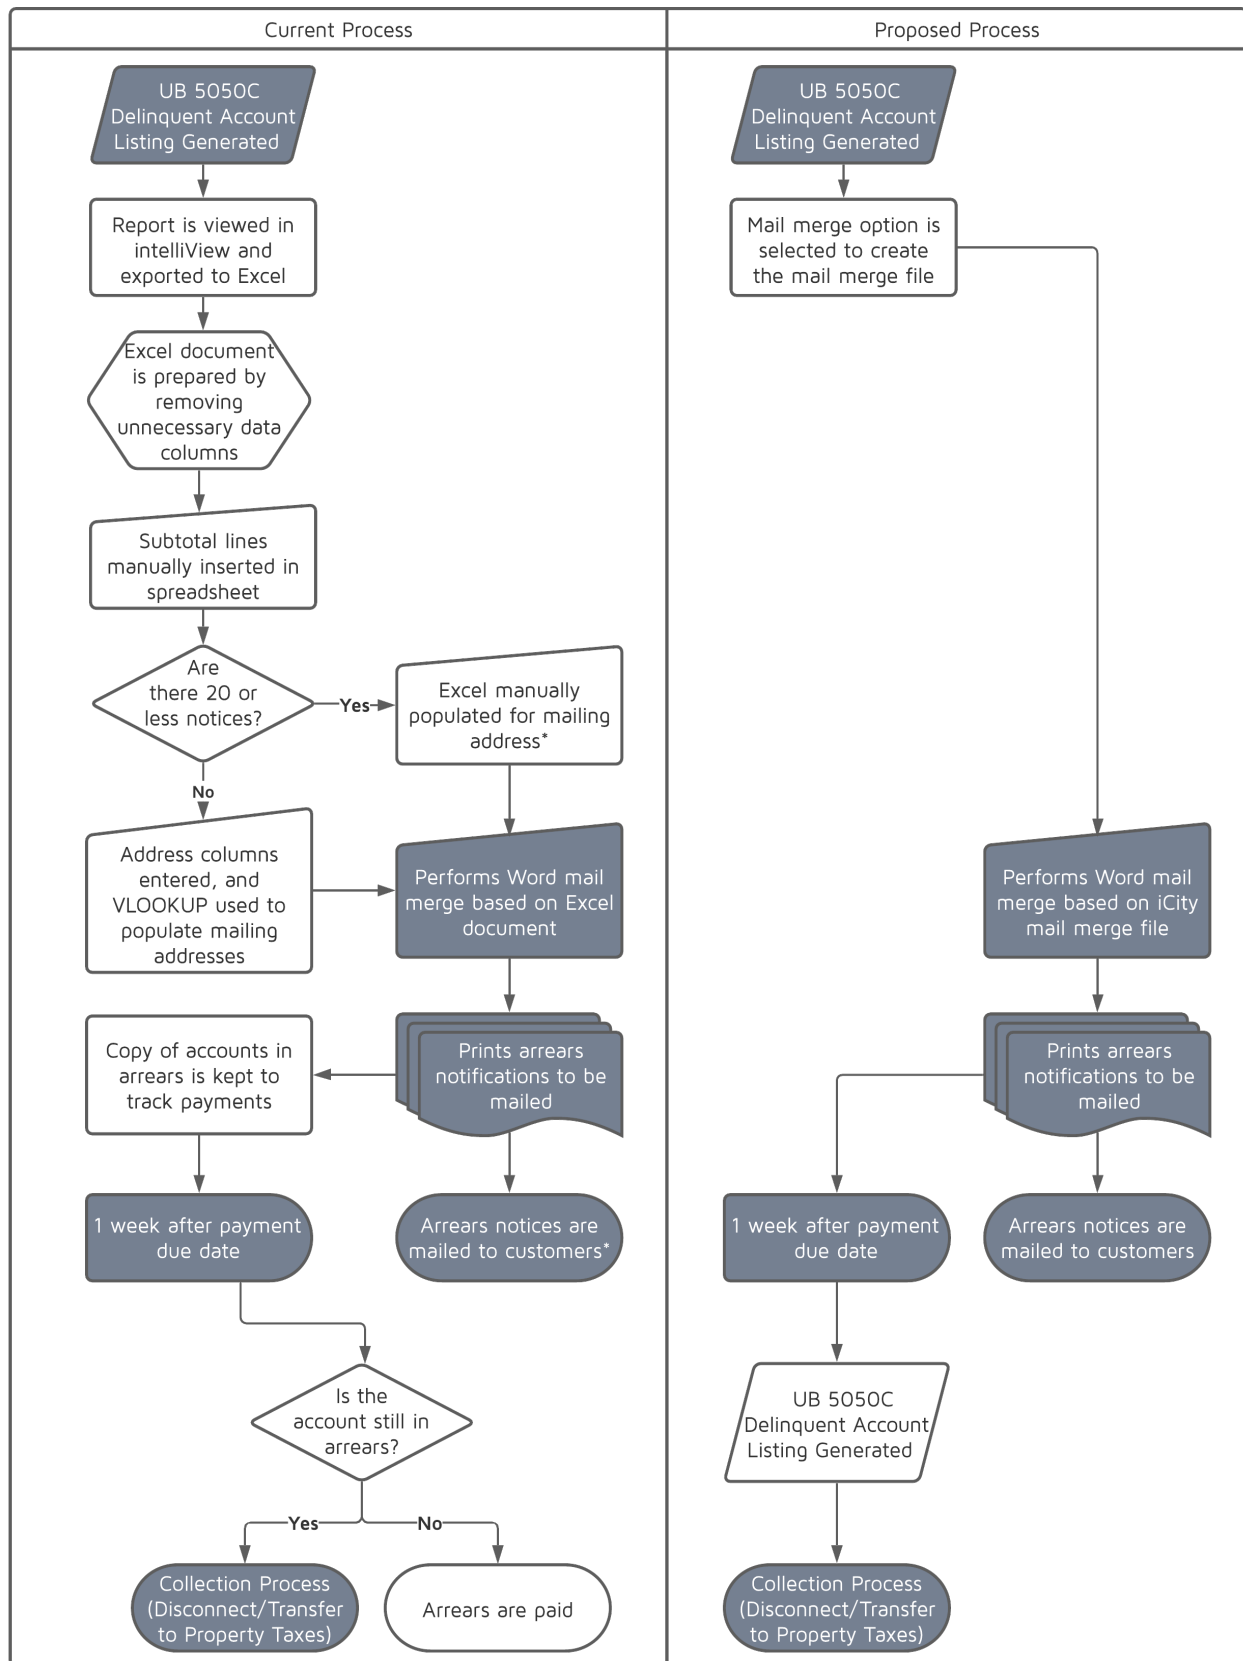 Current Process
Proposed Process
UB 5050C
Delinquent Account
Listing Generated
Report is viewed in
intelliView and
exported to Excel
Excel document
is prepared by
removing
unnecessary data
columns
Subtotal lines
manually inserted in
spreadsheet
Are
there 20 or
less notices?
Yes
Excel manually
populated for mailing
address*
No
Address columns
entered, and
VLOOKUP used to
populate mailing
addresses
Performs Word mail
merge based on Excel
document
Prints arrears
notifications to be
mailed
Copy of accounts in
arrears is kept to
track payments
1 week after payment
due date
Arrears notices are
mailed to customers*
Is the
account still in
arrears?
Yes
No
Collection Process
(Disconnect/Transfer
to Property Taxes)
Arrears are paid
UB 5050C
Delinquent Account
Listing Generated
Mail merge option is
selected to create
the mail merge file
Performs Word mail
merge based on iCity
mail merge file
Prints arrears
notifications to be
mailed
1 week after payment
due date
Arrears notices are
mailed to customers
UB 5050C
Delinquent Account
Listing Generated
Collection Process
(Disconnect/Transfer
to Property Taxes)